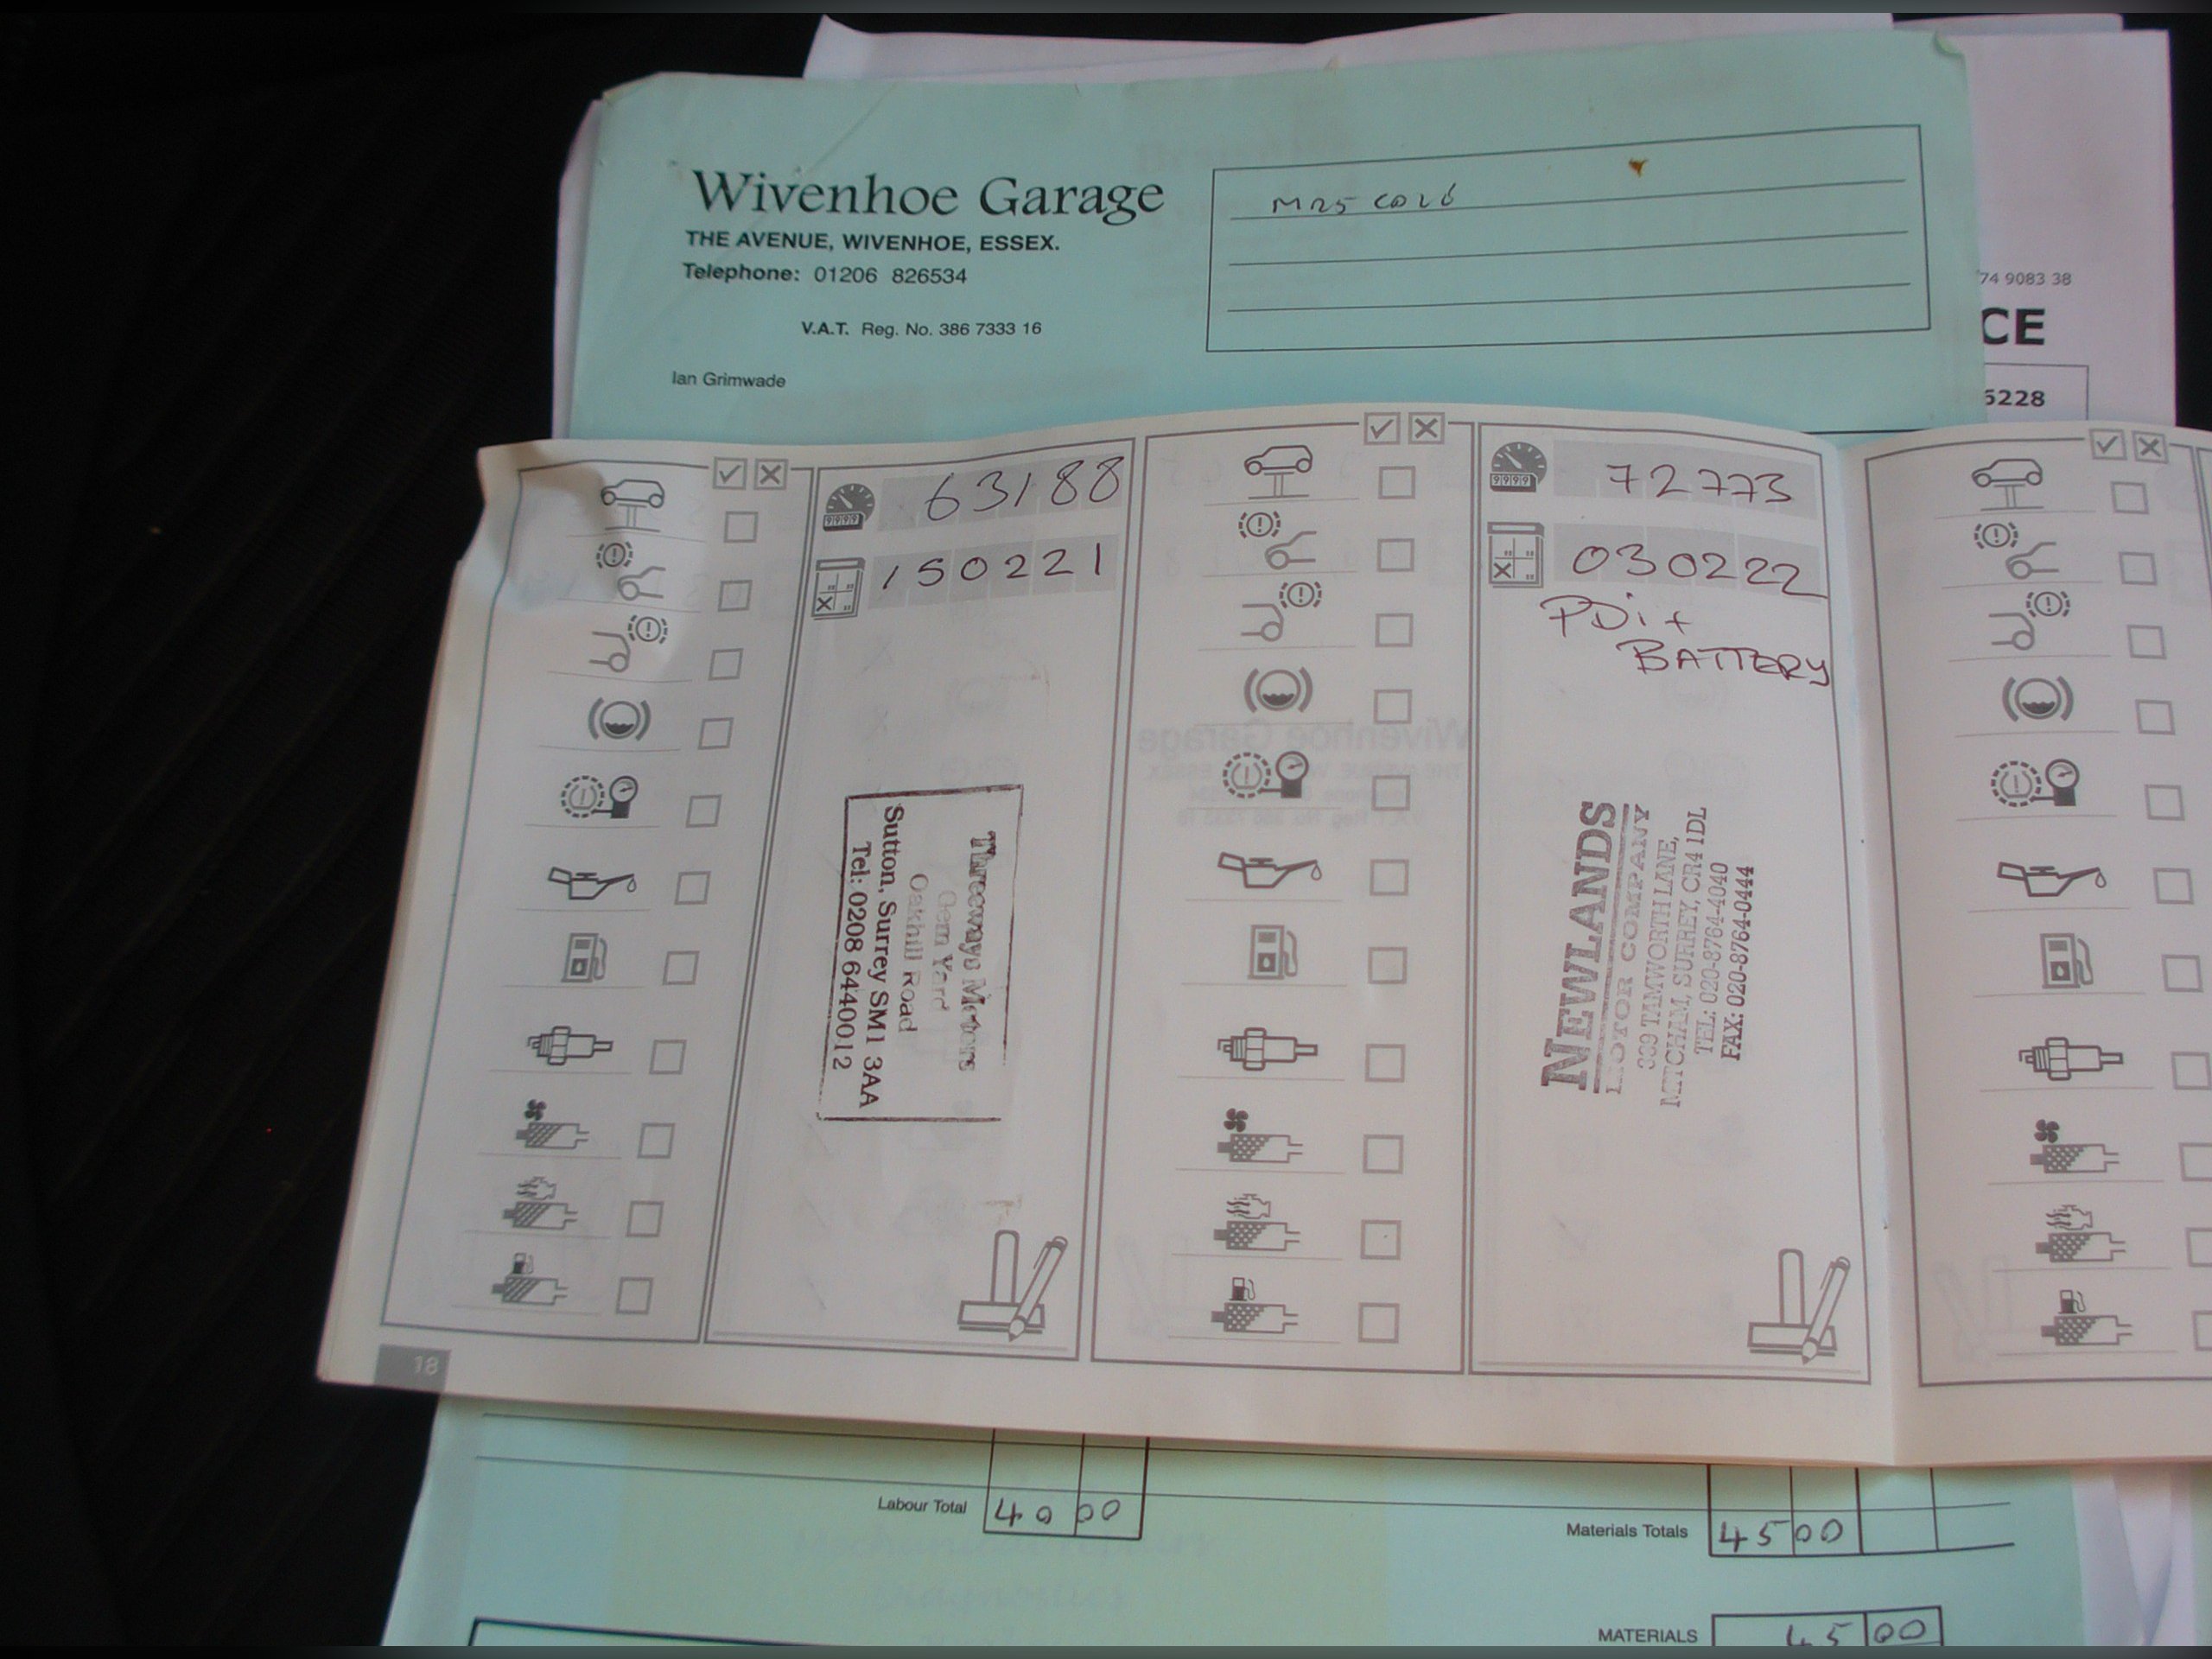 Wivenhoe Garage
THE AVENUE, WIVENHOE, ESSEX.
Telephone: 01206 826534
V.A.T. Reg. No. 386 7333 16
Ian Grimwade
74 9083 38
CE
5228
63188
150221
Threeways Motors
Gem Yard
Oakhill Road
Sutton, Surrey SM1 3AA
Tel: 0208 6440012
72773
030222
PDi +
BATTERY
NEWLANDS
MOTOR COMPANY
TAMWORTH LANE,
MITCHAM, SURREY, CR4 1DL
TEL: 020-8764-4040
FAX: 020-8764-0444
18
Labour Total 40 00
Materials Totals 45 00
MATERIALS 45 00